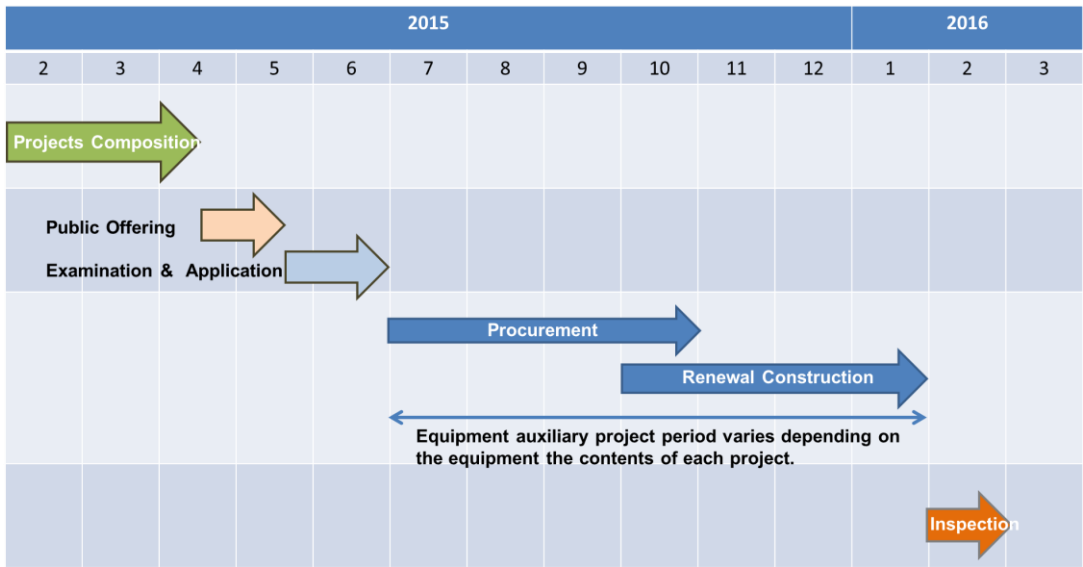 2015 2016
2 3 4 5 6 7 8 9 10 11 12 1 2 3
Projects Composition
Public Offering
Examination & Application
Procurement
Renewal Construction
Equipment auxiliary project period varies depending on
the equipment the contents of each project.
Inspection